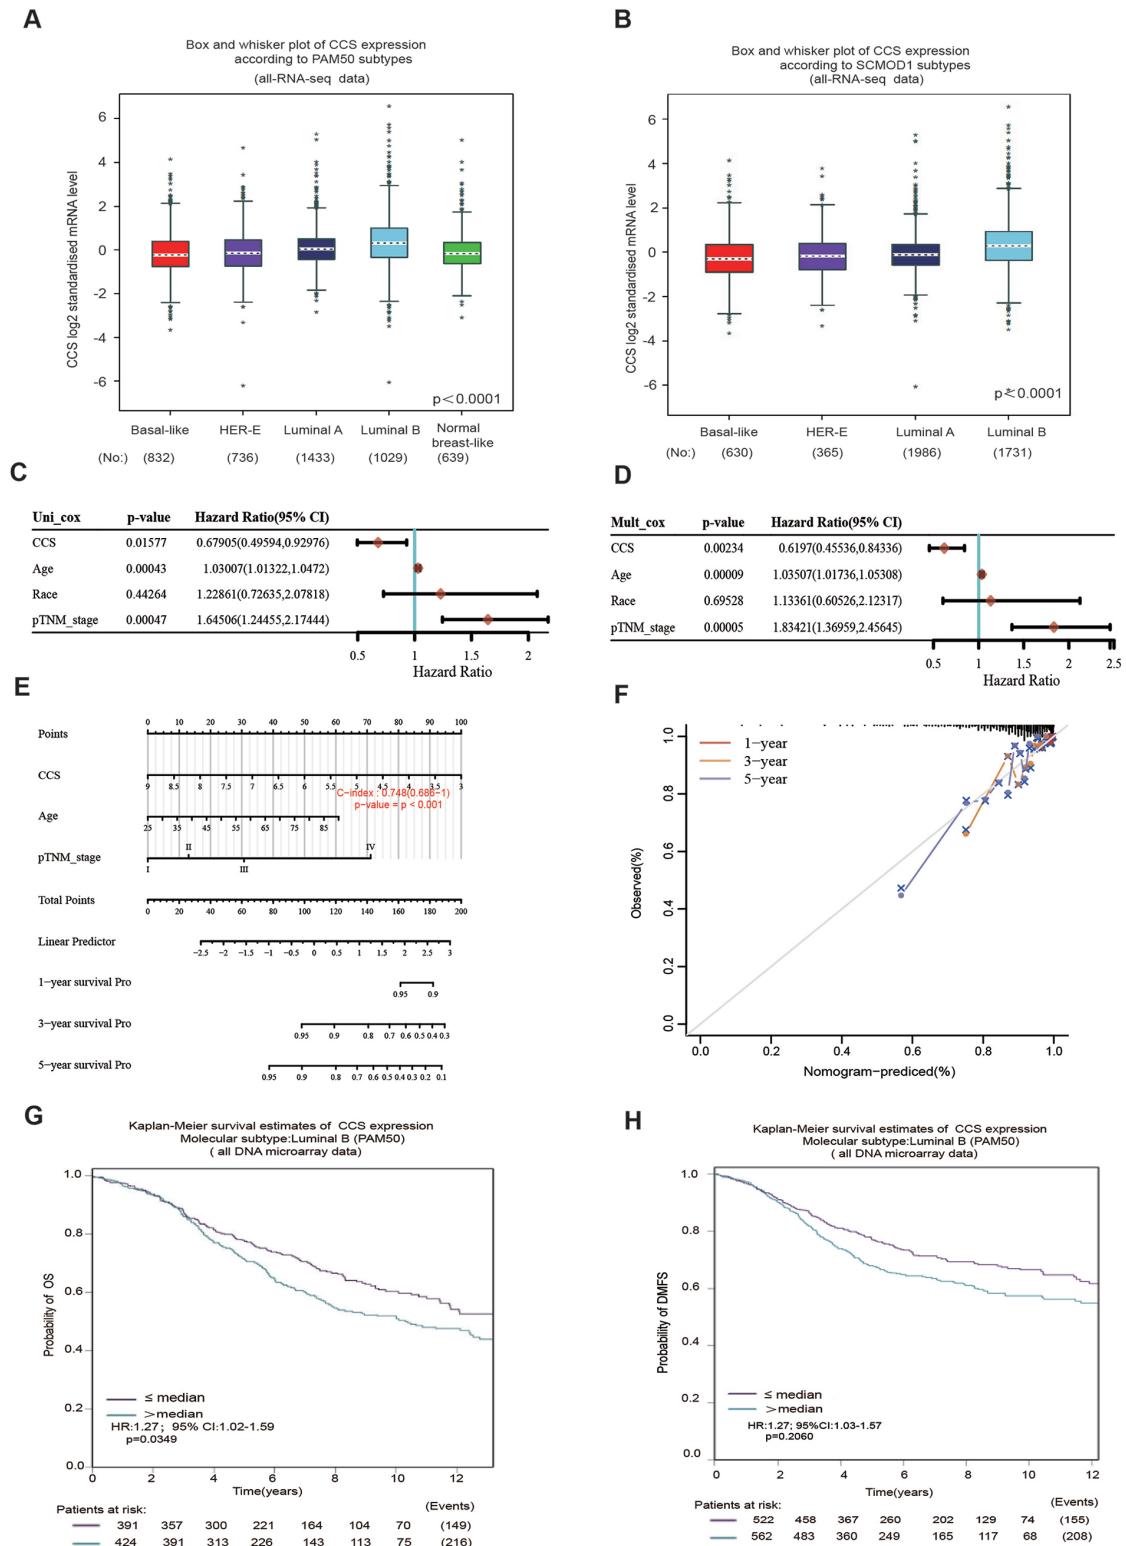 A
Box and whisker plot of CCS expression
according to PAM50 subtypes
(all-RNA-seq data)
CCS log2 standardised mRNA level
6
4
2
0
-2
-4
-6
p<0.0001
Basal-like HER-E Luminal A Luminal B Normal breast-like
(No:) (832) (736) (1433) (1029) (639)
B
Box and whisker plot of CCS expression
according to SCMOD1 subtypes
(all-RNA-seq data)
CCS log2 standardised mRNA level
6
4
2
0
-2
-4
-6
p<0.0001
Basal-like HER-E Luminal A Luminal B
(No:) (630) (365) (1986) (1731)
C
Uni_cox p-value Hazard Ratio(95% CI)
CCS 0.01577 0.67905(0.49594,0.92976)
Age 0.00043 1.03007(1.01322,1.0472)
Race 0.44264 1.22861(0.72635,2.07818)
pTNM_stage 0.00047 1.64506(1.24455,2.17444)
0.5 1 1.5 2
Hazard Ratio
D
Mult_cox p-value Hazard Ratio(95% CI)
CCS 0.00234 0.6197(0.45536,0.84336)
Age 0.00009 1.03507(1.01736,1.05308)
Race 0.69528 1.13361(0.60526,2.12317)
pTNM_stage 0.00005 1.83421(1.36959,2.45645)
0.5 1 1.5 2 2.5
Hazard Ratio
E
0 10 20 30 40 50 60 70 80 90 100
Points
CCS
9 8.5 8 7.5 7 6.5 6 5.5 5 4.5 4 3.5 3
C-index : 0.748(0.686-1)
p-value = p < 0.001
Age
25 35 45 55 65 75 85
II IV
pTNM_stage
I III
Total Points
0 20 40 60 80 100 120 140 160 180 200
Linear Predictor
-2.5 -2 -1.5 -1 -0.5 0 0.5 1 1.5 2 2.5 3
1-year survival Pro
0.95 0.9
3-year survival Pro
0.95 0.9 0.8 0.7 0.6 0.5 0.4 0.3
5-year survival Pro
0.95 0.9 0.8 0.7 0.6 0.5 0.4 0.3 0.2 0.1
F
1-year
3-year
5-year
Observed(%)
1.0
0.8
0.6
0.4
0.2
0.0
0.0 0.2 0.4 0.6 0.8 1.0
Nomogram-prediced(%)
G
Kaplan-Meier survival estimates of CCS expression
Molecular subtype:Luminal B (PAM50)
( all DNA microarray data)
Probability of OS
1.0
0.8
0.6
0.4
0.2
0.0
≤ median
>median
HR:1.27; 95% CI:1.02-1.59
p=0.0349
0 2 4 6 8 10 12
Time(years)
Patients at risk: (Events)
391 357 300 221 164 104 70 (149)
424 391 313 226 143 113 75 (216)
H
Kaplan-Meier survival estimates of CCS expression
Molecular subtype:Luminal B (PAM50)
( all DNA microarray data)
Probability of DMFS
1.0
0.8
0.6
0.4
0.2
0.0
≤ median
>median
HR:1.27; 95%CI:1.03-1.57
p=0.2060
0 2 4 6 8 10 12
Time(years)
Patients at risk: (Events)
522 458 367 260 202 129 74 (155)
562 483 360 249 165 117 68 (208)